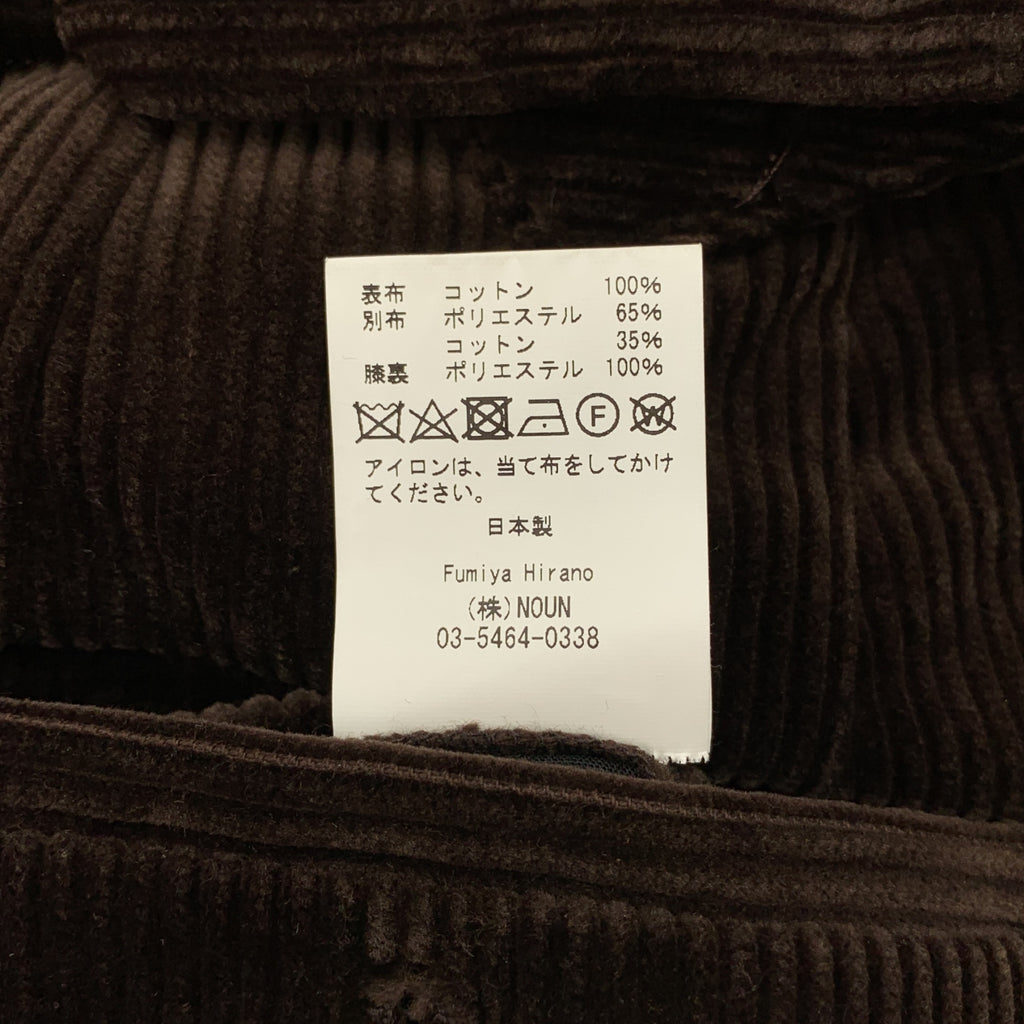 表布 コットン 100%
別布 ポリエステル 65%
コットン 35%
膝裏 ポリエステル 100%
F W
アイロンは、当て布をしてかけ
てください。
日本製
Fumiya Hirano
(株)NOUN
03-5464-0338